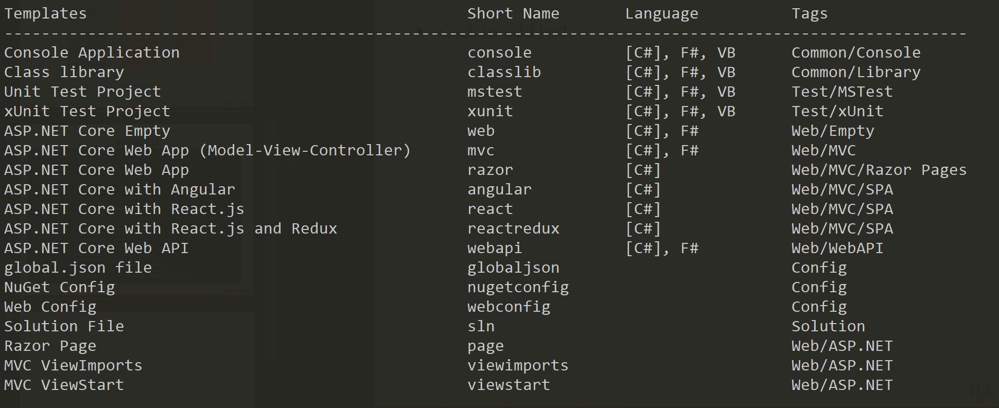 Templates Short Name Language Tags
Click to add text
--------------------------------------------------------------------------------------------------------
Console Application console [C#], F#, VB Common/Console
Class library classlib [C#], F#, VB Common/Library
Unit Test Project mstest [C#], F#, VB Test/MSTest
xUnit Test Project xunit [C#], F#, VB Test/xUnit
ASP.NET Core Empty web [C#], F# Web/Empty
dotnet CLI
ASP.NET Core Web App (Model-View-Controller) mvc [C#], F# Web/MVC
ASP.NET Core Web App razor [C#] Web/MVC/Razor Pages
ASP.NET Core with Angular angular [C#] Web/MVC/SPA
ASP.NET Core with React.js react [C#] Web/MVC/SPA
ASP.NET Core with React.js and Redux reactredux [C#] Web/MVC/SPA
ASP.NET Core Web API webapi [C#], F# Web/WebAPI
global.json file globaljson Config
NuGet Config nugetconfig Config
Web Config webconfig Config
Solution File sln Solution
Razor Page page Web/ASP.NET
MVC ViewImports viewimports Web/ASP.NET
MVC ViewStart viewstart Web/ASP.NET